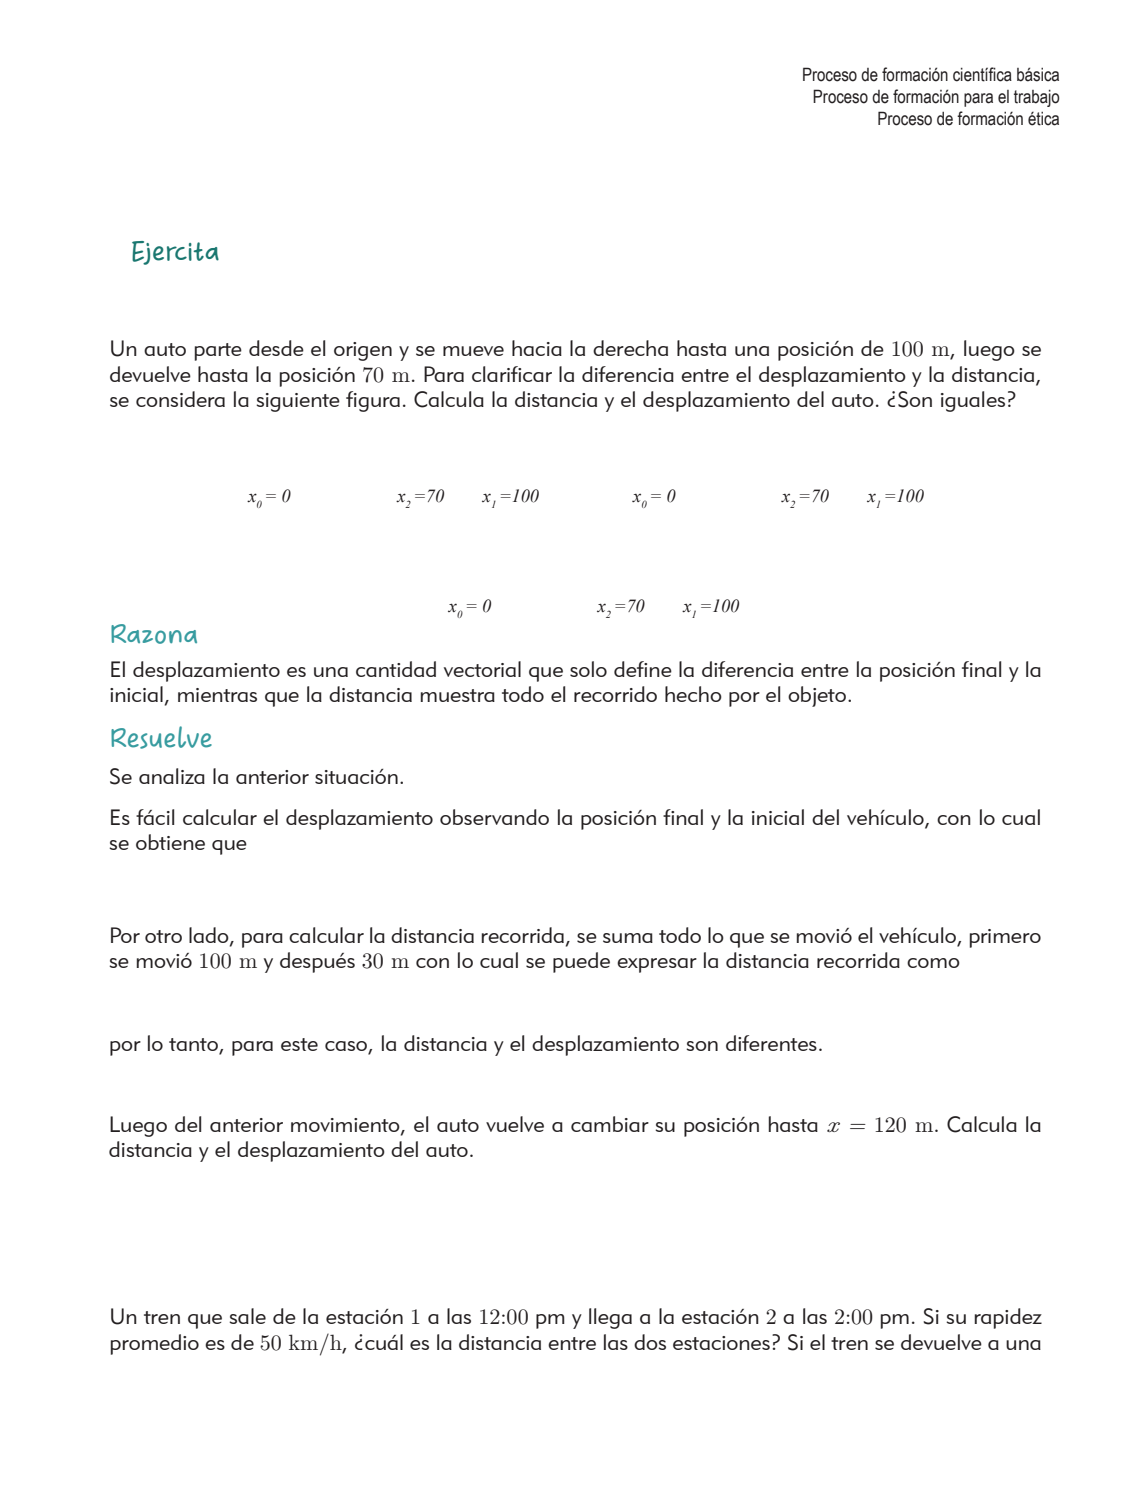 Proceso de formación científica básica
Proceso de formación para el trabajo
Proceso de formación ética
Ejercita
Un auto parte desde el origen y se mueve hacia la derecha hasta una posición de 100 m, luego se
devuelve hasta la posición 70 m. Para clarificar la diferencia entre el desplazamiento y la distancia,
se considera la siguiente figura. Calcula la distancia y el desplazamiento del auto. ¿Son iguales?
x₀ = 0 x₂ =70 x₁ =100 x₀ = 0 x₂ =70 x₁ =100
x₀ = 0 x₂ =70 x₁ =100
Razona
El desplazamiento es una cantidad vectorial que solo define la diferencia entre la posición final y la
inicial, mientras que la distancia muestra todo el recorrido hecho por el objeto.
Resuelve
Se analiza la anterior situación.
Es fácil calcular el desplazamiento observando la posición final y la inicial del vehículo, con lo cual
se obtiene que
Por otro lado, para calcular la distancia recorrida, se suma todo lo que se movió el vehículo, primero
se movió 100 m y después 30 m con lo cual se puede expresar la distancia recorrida como
por lo tanto, para este caso, la distancia y el desplazamiento son diferentes.
Luego del anterior movimiento, el auto vuelve a cambiar su posición hasta x = 120 m. Calcula la
distancia y el desplazamiento del auto.
Un tren que sale de la estación 1 a las 12:00 pm y llega a la estación 2 a las 2:00 pm. Si su rapidez
promedio es de 50 km/h, ¿cuál es la distancia entre las dos estaciones? Si el tren se devuelve a una